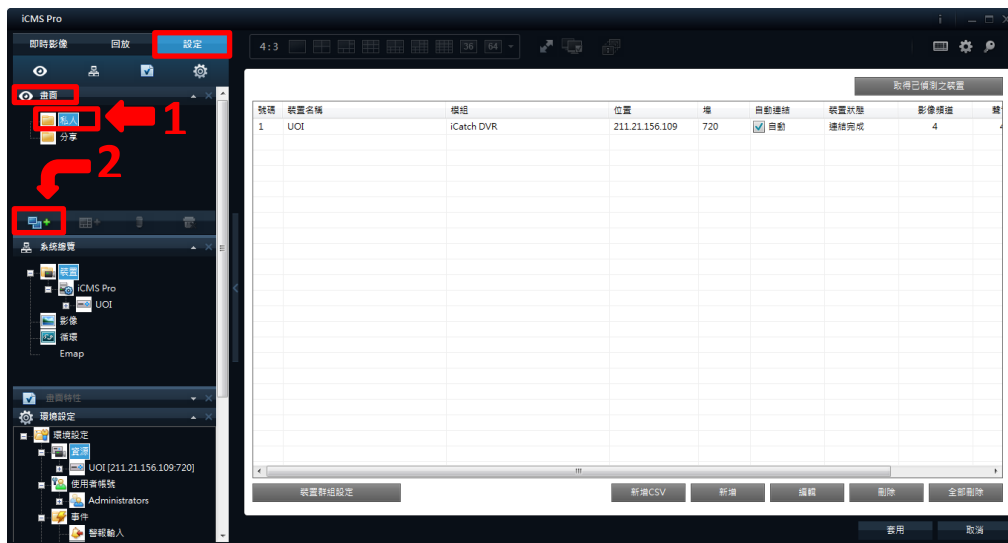 iCMS Pro
即時影像 回放 設定
4:3 36 64
畫面
私人
分享
1
2
系統總覽
裝置
iCMS Pro
UOI
影像
循環
Emap
畫面特性
環境設定
環境設定
資源
UOI [211.21.156.109:720]
使用者帳號
Administrators
事件
警報輸入
取得已偵測之裝置
號碼 裝置名稱 模組 位置 埠 自動連結 裝置狀態 影像頻道
1 UOI iCatch DVR 211.21.156.109 720 自動 連結完成 4
裝置群組設定 新增CSV 新增 編輯 刪除 全部刪除
套用 取消